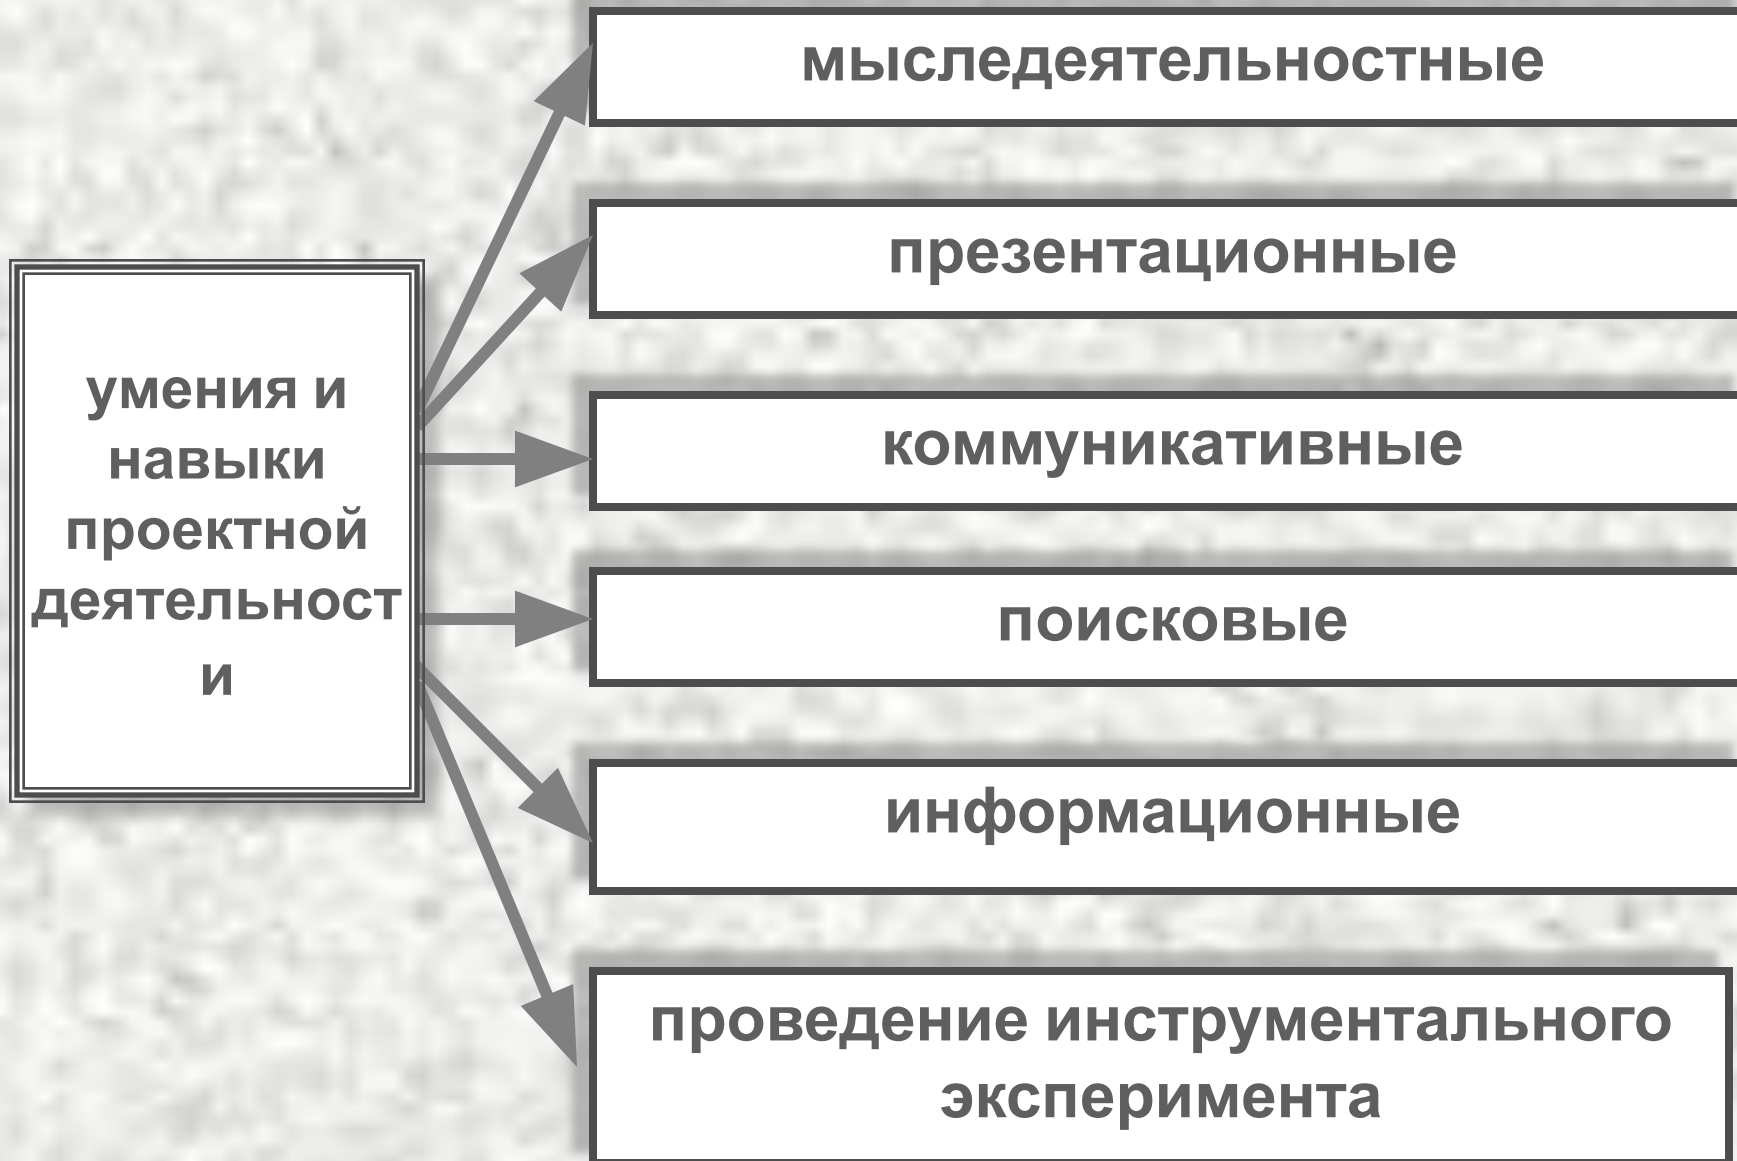 умения и
навыки
проектной
деятельност
и
мыследеятельностные
презентационные
коммуникативные
поисковые
информационные
проведение инструментального
эксперимента